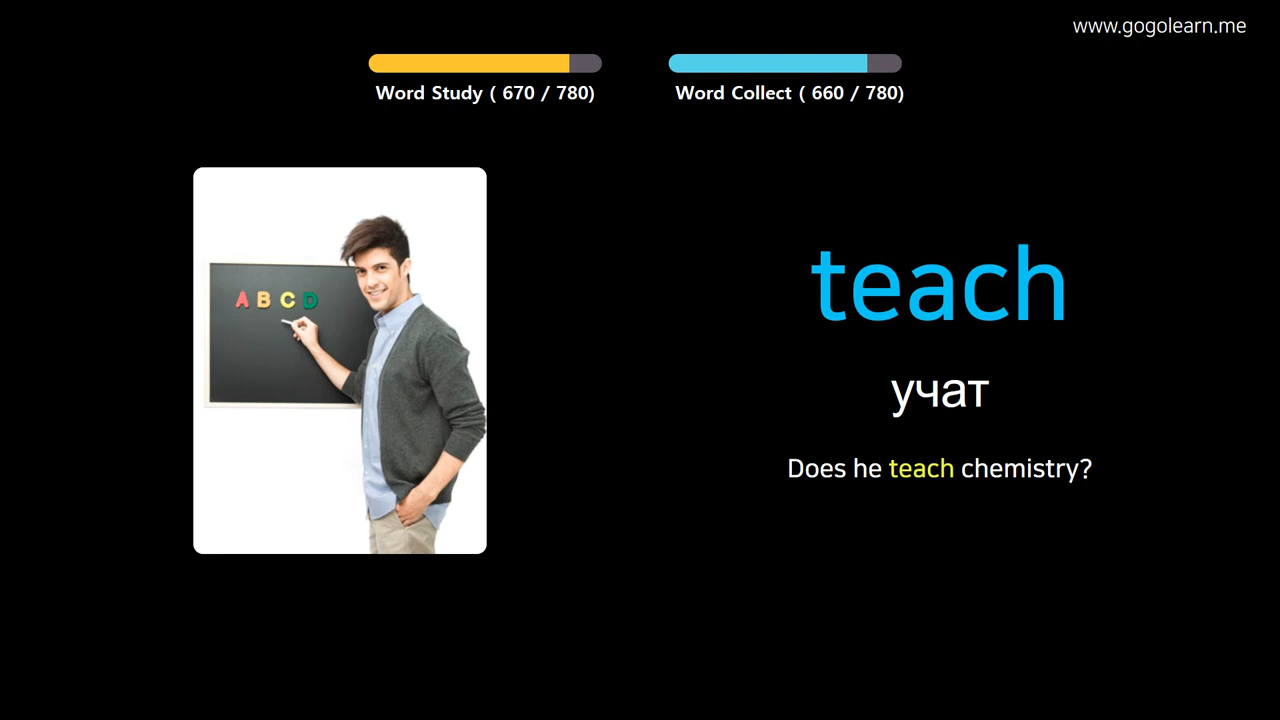 www.gogolearn.me
Word Study ( 670 / 780)
Word Collect ( 660 / 780)
A B C D
teach
учат
Does he teach chemistry?